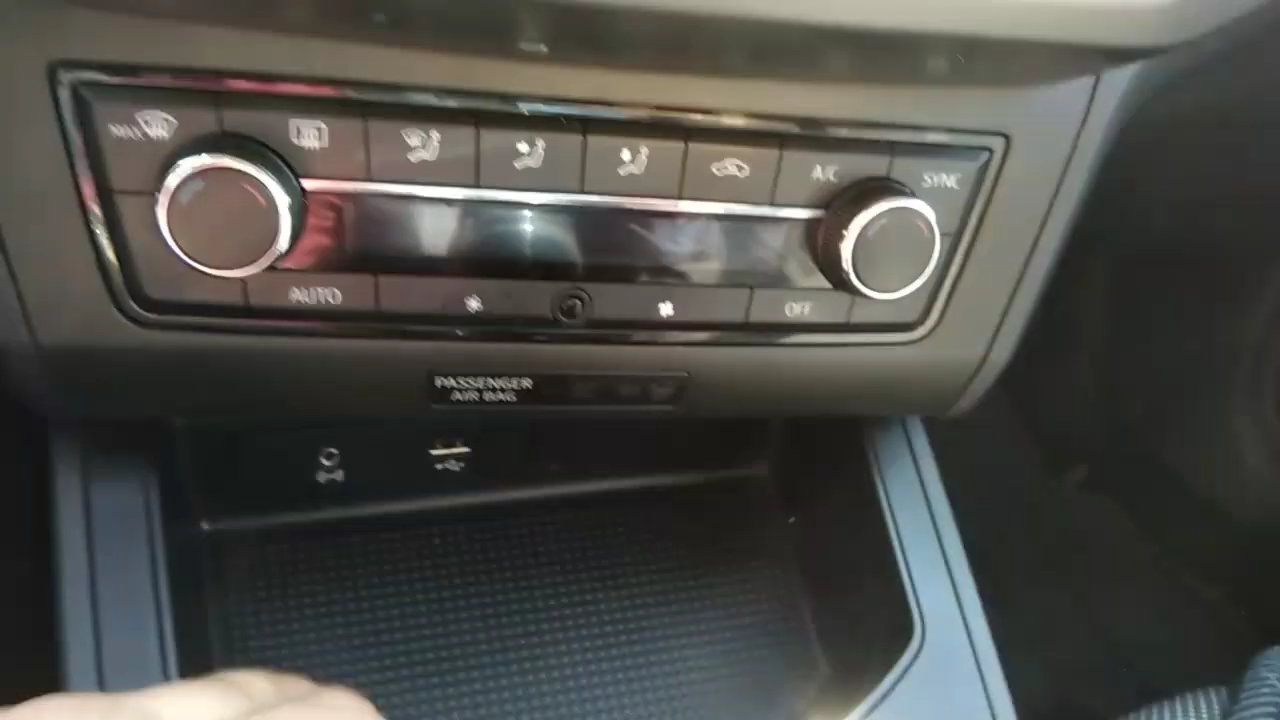 MAX
A/C
SYNC
AUTO
OFF
PASSENGER
AIR BAG